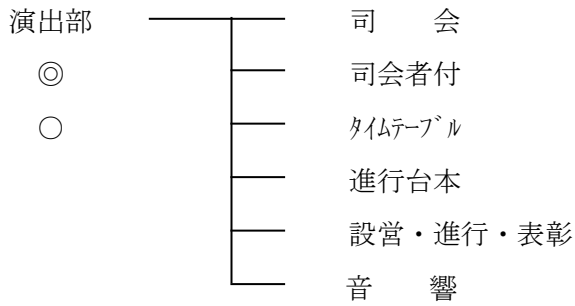 演出部 司　会
◎ 司会者付
○ ﾀｲﾑﾃｰﾌﾞﾙ
進行台本
設営・進行・表彰
音　響